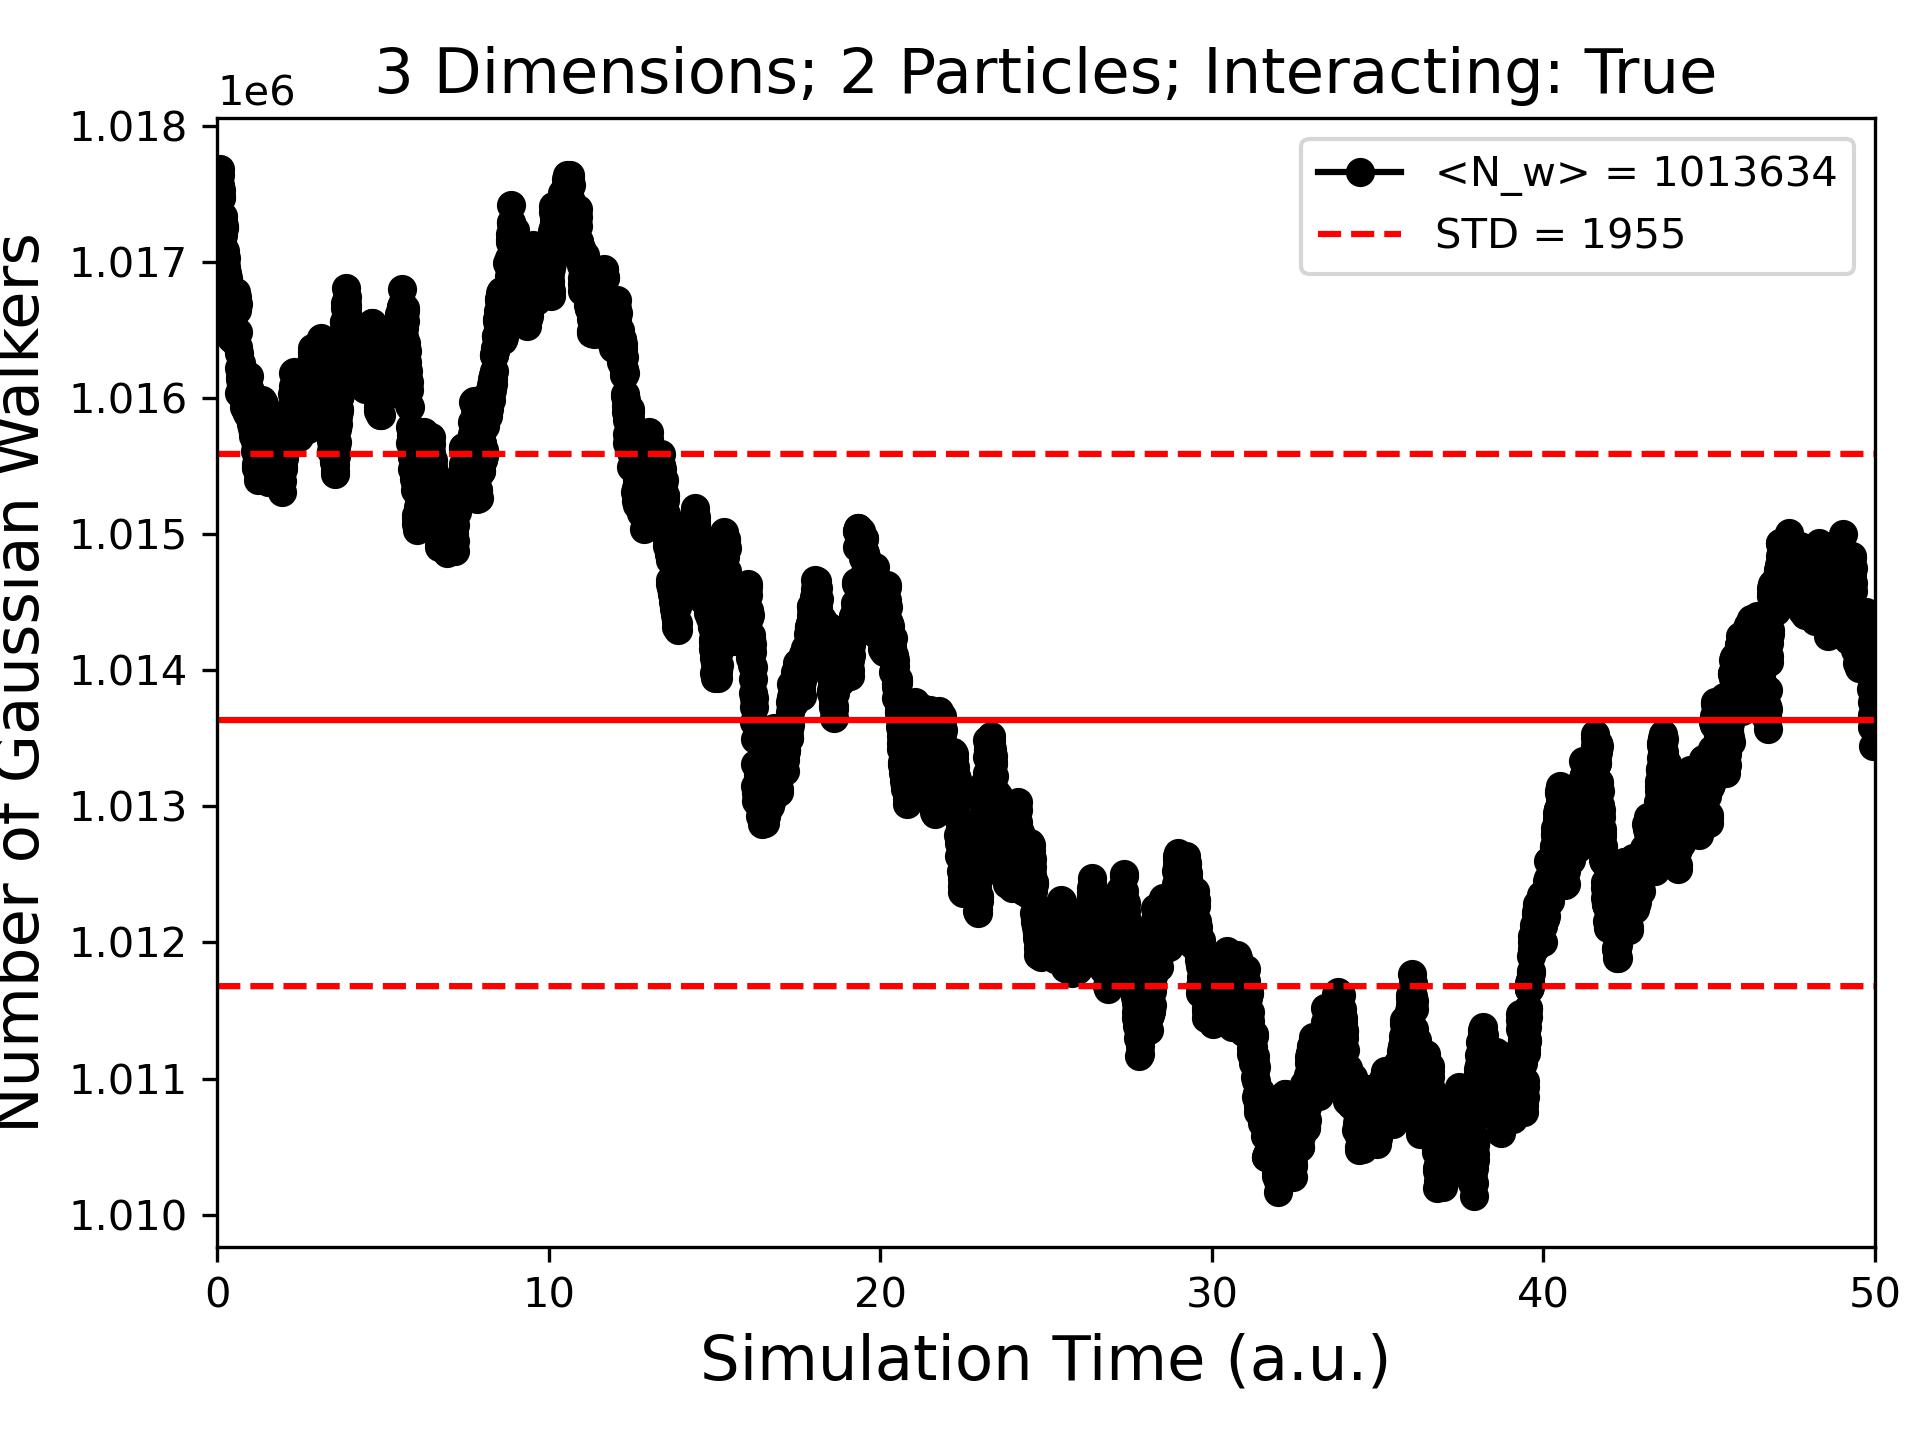 3 Dimensions; 2 Particles; Interacting: True
1e6
<N_w> = 1013634
STD = 1955
Number of Gaussian Walkers
1.018
1.017
1.016
1.015
1.014
1.013
1.012
1.011
1.010
0 10 20 30 40 50
Simulation Time (a.u.)